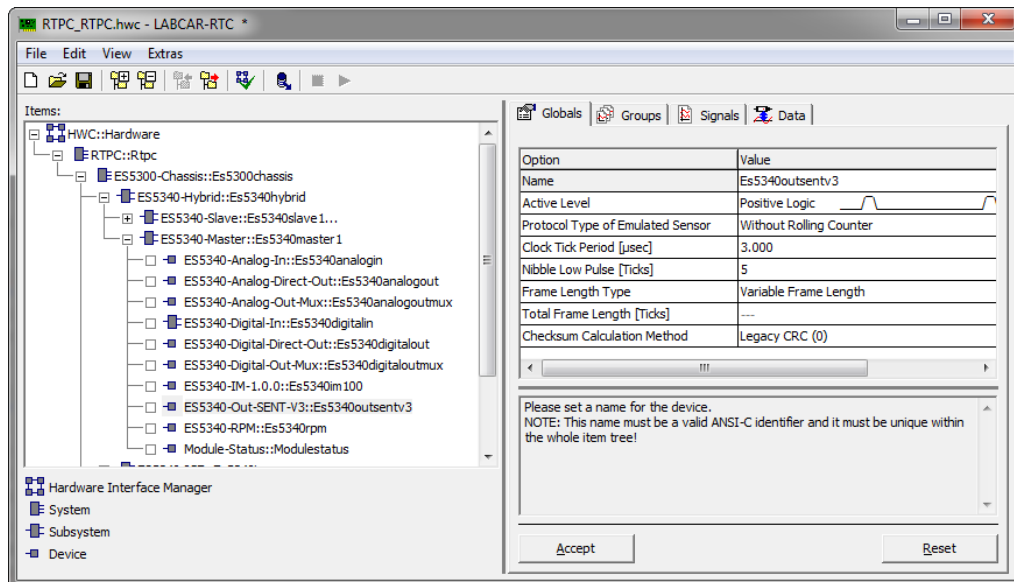 RTPC_RTPC.hwc - LABCAR-RTC *
File Edit View Extras
Items:
HWC::Hardware
RTPC::Rtpc
ES5300-Chassis::Es5300chassis
ES5340-Hybrid::Es5340hybrid
ES5340-Slave::Es5340slave1...
ES5340-Master::Es5340master1
ES5340-Analog-In::Es5340analogin
ES5340-Analog-Direct-Out::Es5340analogout
ES5340-Analog-Out-Mux::Es5340analogoutmux
ES5340-Digital-In::Es5340digitalin
ES5340-Digital-Direct-Out::Es5340digitalout
ES5340-Digital-Out-Mux::Es5340digitaloutmux
ES5340-IM-1.0.0::Es5340im100
ES5340-Out-SENT-V3::Es5340outsentv3
ES5340-RPM::Es5340rpm
Module-Status::Modulestatus
Hardware Interface Manager
System
Subsystem
Device
Globals Groups Signals Data
Option Value
Name Es5340outsentv3
Active Level Positive Logic
Protocol Type of Emulated Sensor Without Rolling Counter
Clock Tick Period [µsec] 3.000
Nibble Low Pulse [Ticks] 5
Frame Length Type Variable Frame Length
Total Frame Length [Ticks] ---
Checksum Calculation Method Legacy CRC (0)
Please set a name for the device.
NOTE: This name must be a valid ANSI-C identifier and it must be unique within
the whole item tree!
Accept Reset